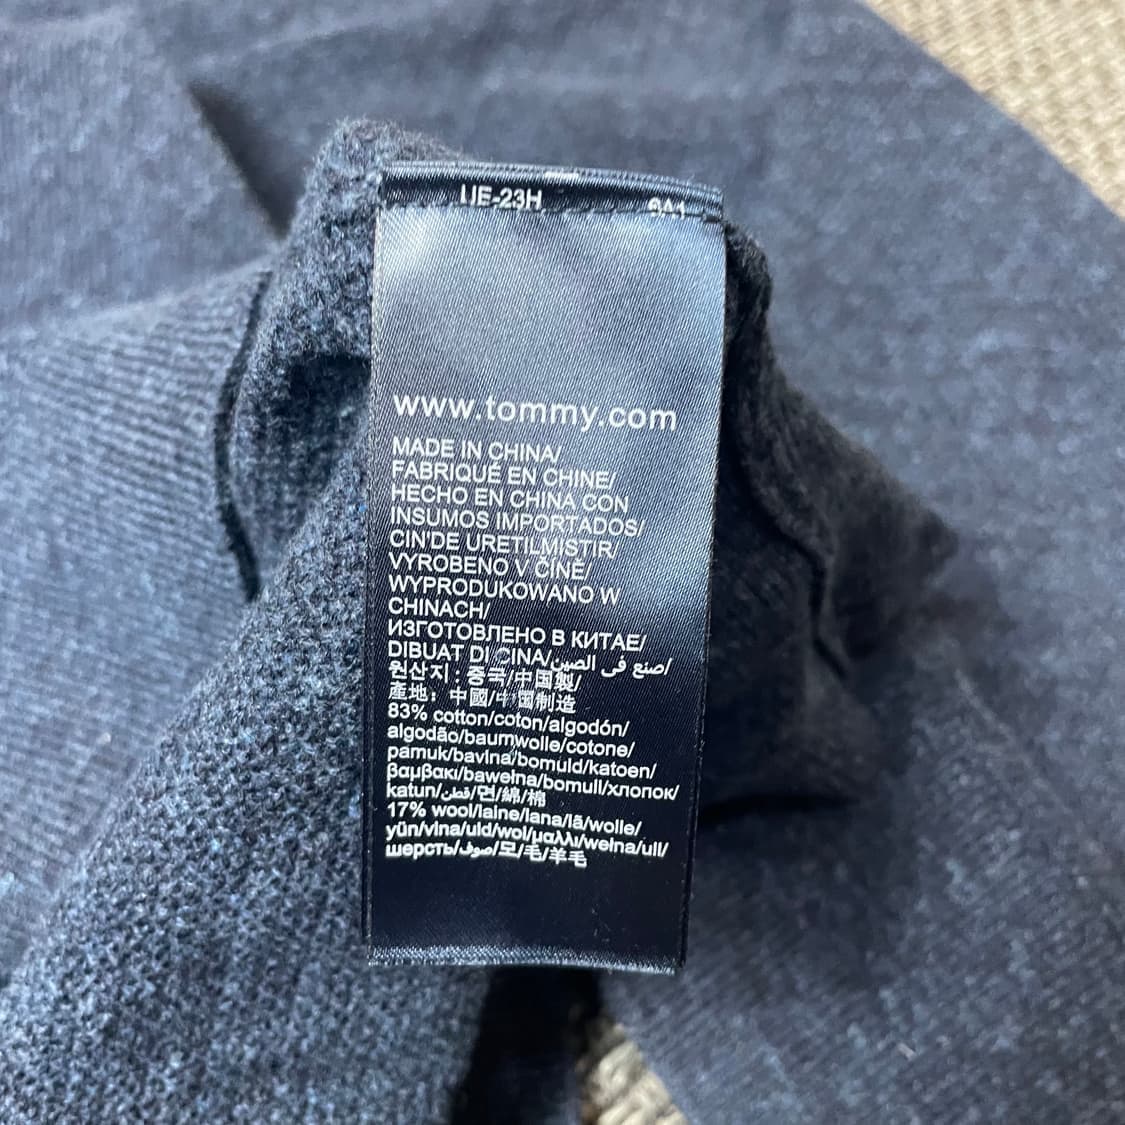 UE-23H 9A1
www.tommy.com
MADE IN CHINA/
FABRIQUÉ EN CHINE/
HECHO EN CHINA CON
INSUMOS IMPORTADOS/
CIN'DE URETILMISTIR/
VYROBENO V ČÍNĚ/
WYPRODUKOWANO W
CHINACH/
ИЗГОТОВЛЕНО В КИТАЕ/
DIBUAT DI CINA/صنع في الصين/
원산지: 중국/中国製/
產地: 中國/中国制造
83% cotton/coton/algodón/
algodão/baumwolle/cotone/
pamuk/bavlna/bomuld/katoen/
βαμβακι/bawełna/bomull/хлопок/
katun/قطن/면/綿/棉
17% wool/laine/lana/lã/wolle/
yün/vlna/uld/wol/μαλλι/wełna/ull/
шерсть/صوف/모/毛/羊毛